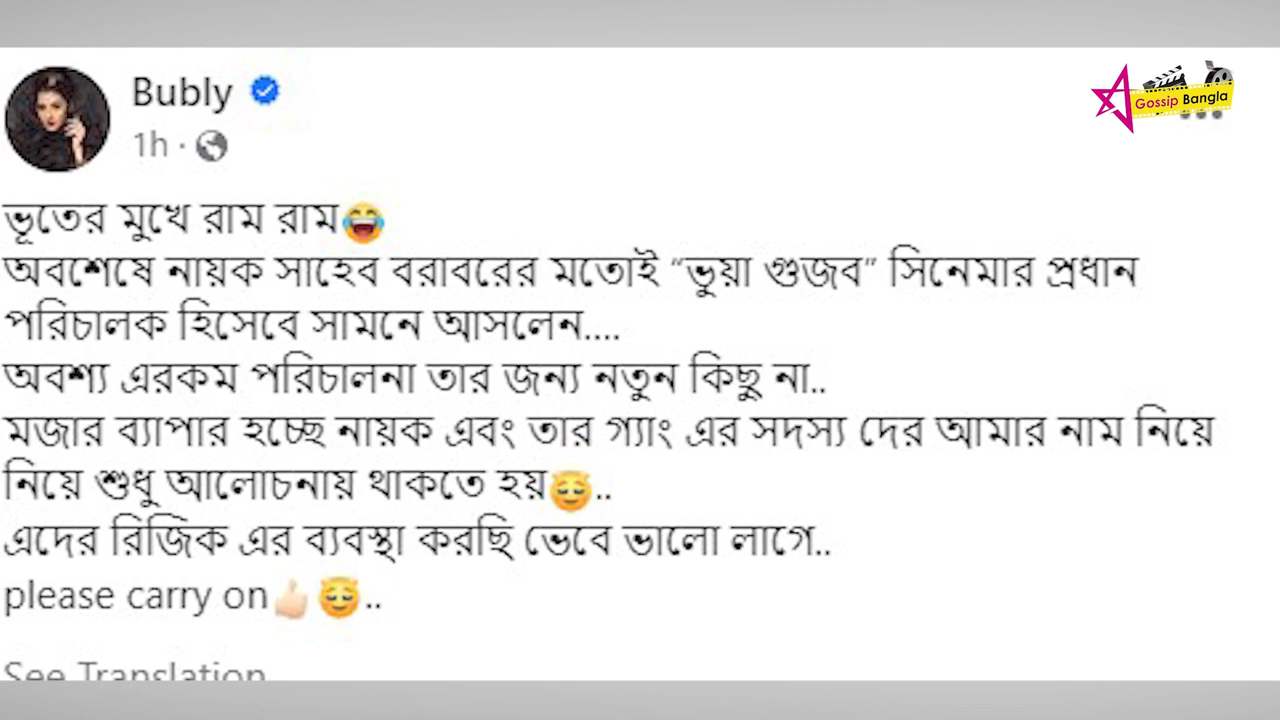 Bubly
1h ·
Gossip Bangla
ভূতের মুখে রাম রাম😂
অবশেষে নায়ক সাহেব বরাবরের মতোই “ভুয়া গুজব” সিনেমার প্রধান
পরিচালক হিসেবে সামনে আসলেন....
অবশ্য এরকম পরিচালনা তার জন্য নতুন কিছু না..
মজার ব্যাপার হচ্ছে নায়ক এবং তার গ্যাং এর সদস্য দের আমার নাম নিয়ে
নিয়ে শুধু আলোচনায় থাকতে হয়😇..
এদের রিজিক এর ব্যবস্থা করছি ভেবে ভালো লাগে..
please carry on👍🏻😇..
See Translation